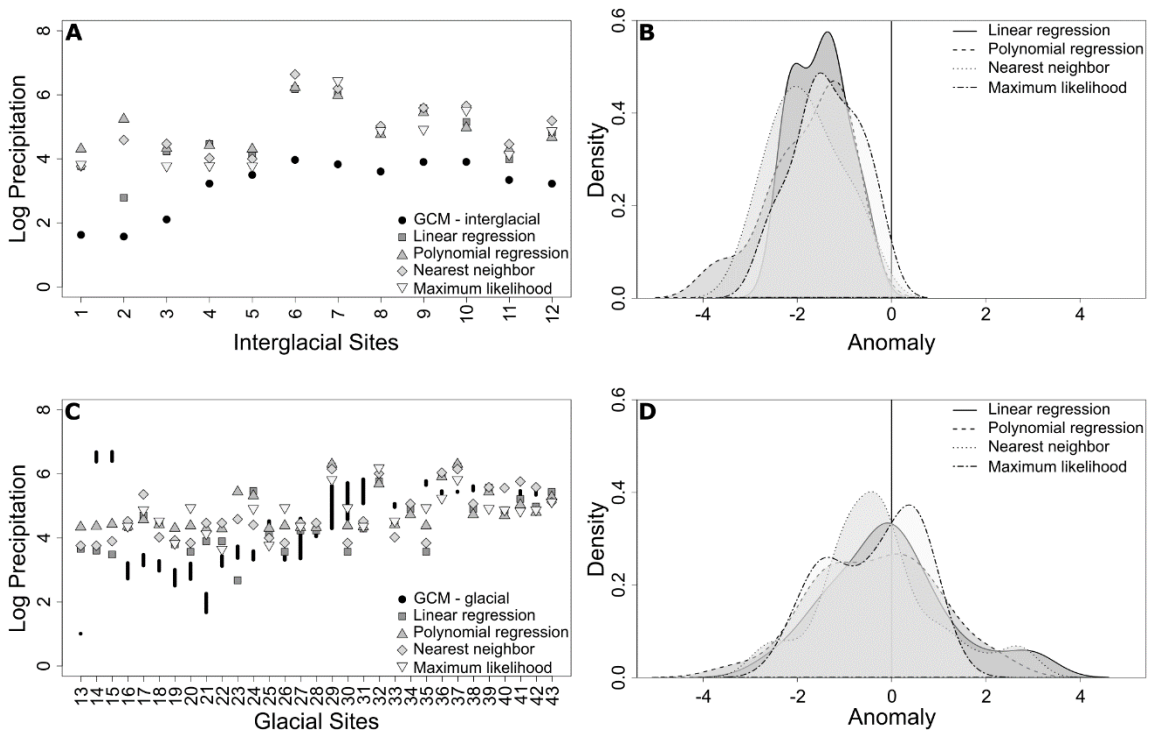 A
Log Precipitation
8
6
4
2
0
GCM - interglacial
Linear regression
Polynomial regression
Nearest neighbor
Maximum likelihood
1 2 3 4 5 6 7 8 9 10 11 12
Interglacial Sites
B
Density
0.6
0.4
0.2
0.0
Linear regression
Polynomial regression
Nearest neighbor
Maximum likelihood
-4 -2 0 2 4
Anomaly
C
Log Precipitation
8
6
4
2
0
GCM - glacial
Linear regression
Polynomial regression
Nearest neighbor
Maximum likelihood
13 14 15 16 17 18 19 20 21 22 23 24 25 26 27 28 29 30 31 32 33 34 35 36 37 38 39 40 41 42 43
Glacial Sites
D
Density
0.6
0.4
0.2
0.0
Linear regression
Polynomial regression
Nearest neighbor
Maximum likelihood
-4 -2 0 2 4
Anomaly